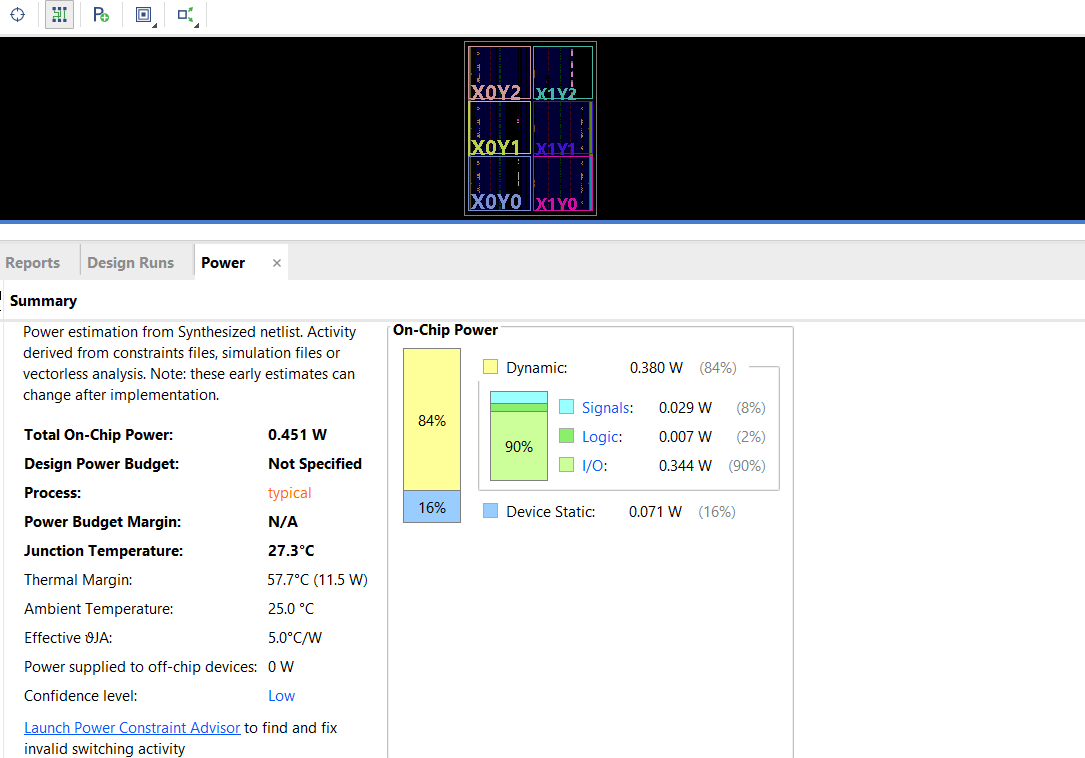 X0Y2 X1Y2
X0Y1 X1Y1
X0Y0 X1Y0
Reports Design Runs Power ×
Summary
Power estimation from Synthesized netlist. Activity
derived from constraints files, simulation files or
vectorless analysis. Note: these early estimates can
change after implementation.
Total On-Chip Power: 0.451 W
Design Power Budget: Not Specified
Process: typical
Power Budget Margin: N/A
Junction Temperature: 27.3°C
Thermal Margin: 57.7°C (11.5 W)
Ambient Temperature: 25.0 °C
Effective ϑJA: 5.0°C/W
Power supplied to off-chip devices: 0 W
Confidence level: Low
Launch Power Constraint Advisor to find and fix
invalid switching activity
On-Chip Power
84%
16%
Dynamic: 0.380 W (84%)
90%
Signals: 0.029 W (8%)
Logic: 0.007 W (2%)
I/O: 0.344 W (90%)
Device Static: 0.071 W (16%)